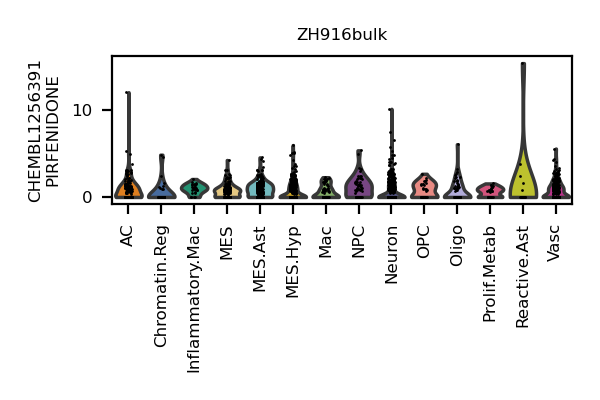 ZH916bulk
CHEMBL1256391
PIRFENIDONE
10
0
AC
Chromatin.Reg
Inflammatory.Mac
MES
MES.Ast
MES.Hyp
Mac
NPC
Neuron
OPC
Oligo
Prolif.Metab
Reactive.Ast
Vasc